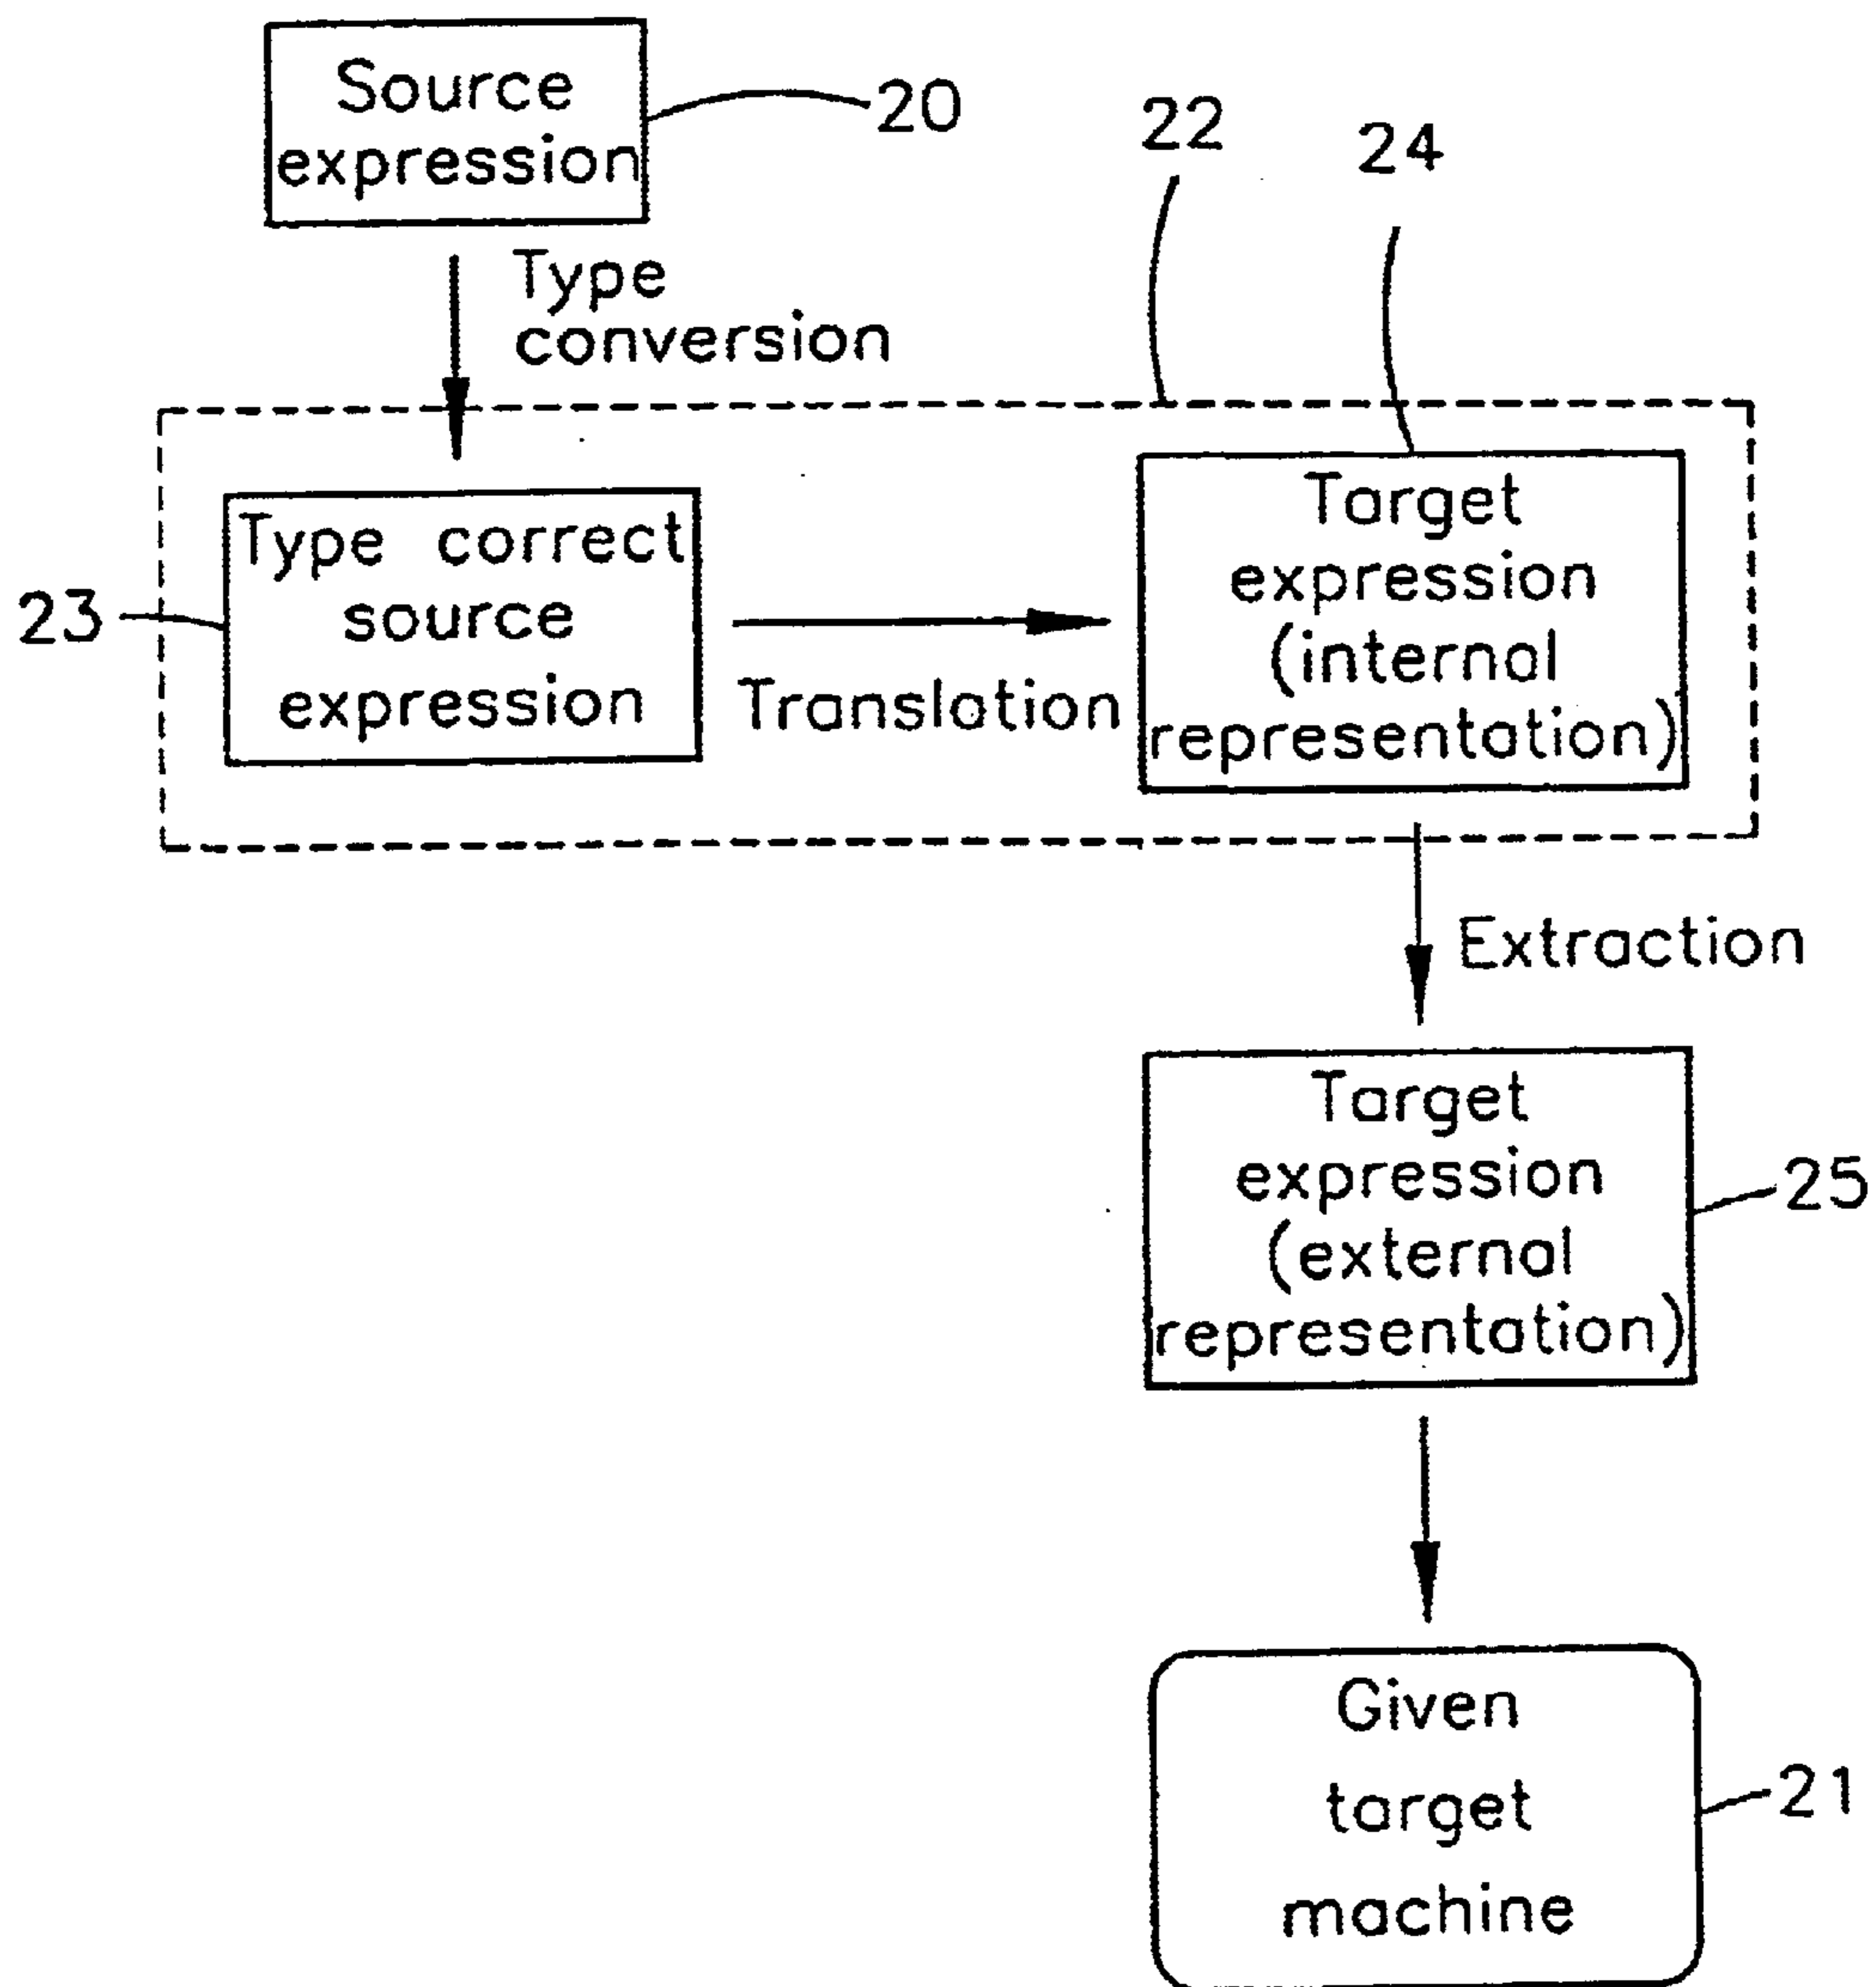 Source
expression
20
22
24
Type
conversion
Type correct
source
expression
23
Translation
Target
expression
(internal
representation)
Extraction
Target
expression
(external
representation)
25
Given
target
machine
21